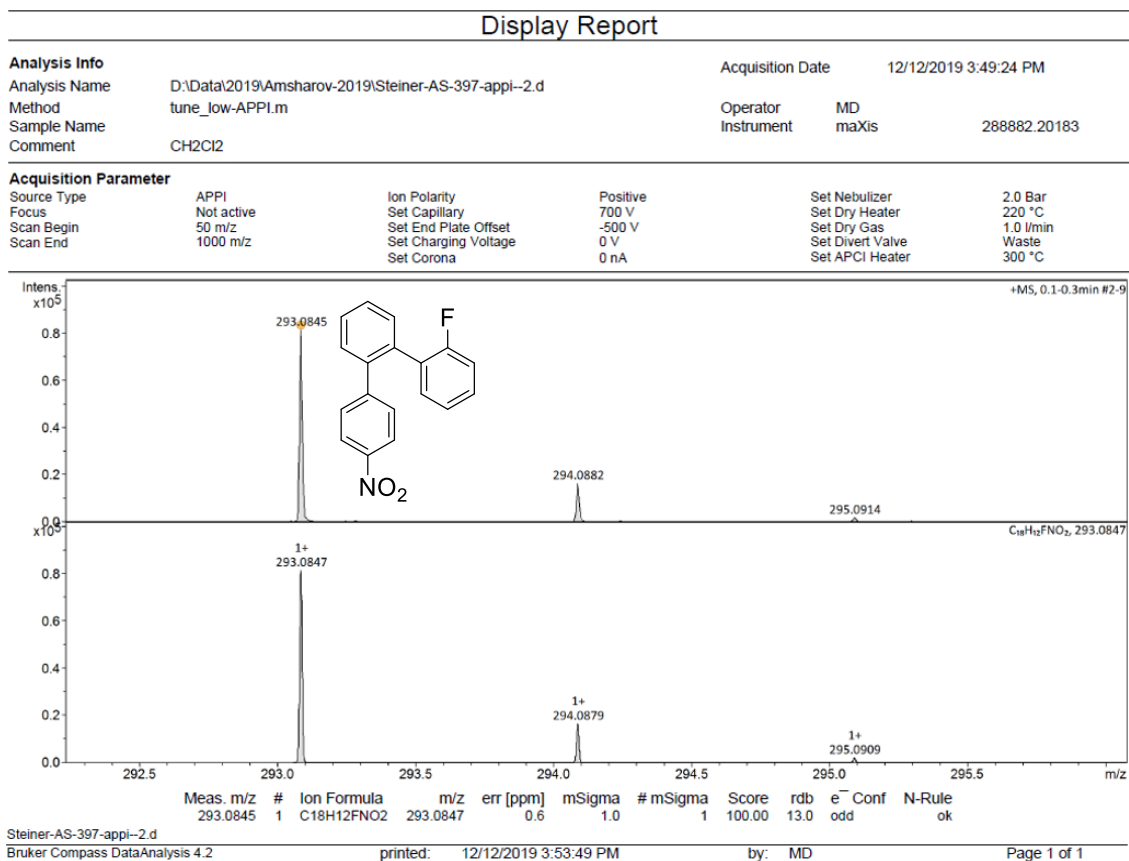 Display Report
Analysis Info
Acquisition Date 12/12/2019 3:49:24 PM
Analysis Name D:\Data\2019\Amsharov-2019\Steiner-AS-397-appi--2.d
Method tune_low-APPI.m Operator MD
Sample Name Instrument maXis 288882.20183
Comment CH2Cl2
Acquisition Parameter
Source Type APPI Ion Polarity Positive Set Nebulizer 2.0 Bar
Focus Not active Set Capillary 700 V Set Dry Heater 220 °C
Scan Begin 50 m/z Set End Plate Offset -500 V Set Dry Gas 1.0 l/min
Scan End 1000 m/z Set Charging Voltage 0 V Set Divert Valve Waste
Set Corona 0 nA Set APCI Heater 300 °C
Intens.
x10⁵
+MS, 0.1-0.3min #2-9
293.0845
F
0.8
0.6
0.4
0.2
294.0882
NO₂
295.0914
0.0
x10⁵
C₁₈H₁₂FNO₂, 293.0847
1+
293.0847
0.8
0.6
0.4
0.2
1+
294.0879
1+
295.0909
0.0
292.5 293.0 293.5 294.0 294.5 295.0 295.5 m/z
Meas. m/z # Ion Formula m/z err [ppm] mSigma # mSigma Score rdb e⁻ Conf N-Rule
293.0845 1 C18H12FNO2 293.0847 0.6 1.0 1 100.00 13.0 odd ok
Steiner-AS-397-appi--2.d
Bruker Compass DataAnalysis 4.2 printed: 12/12/2019 3:53:49 PM by: MD Page 1 of 1